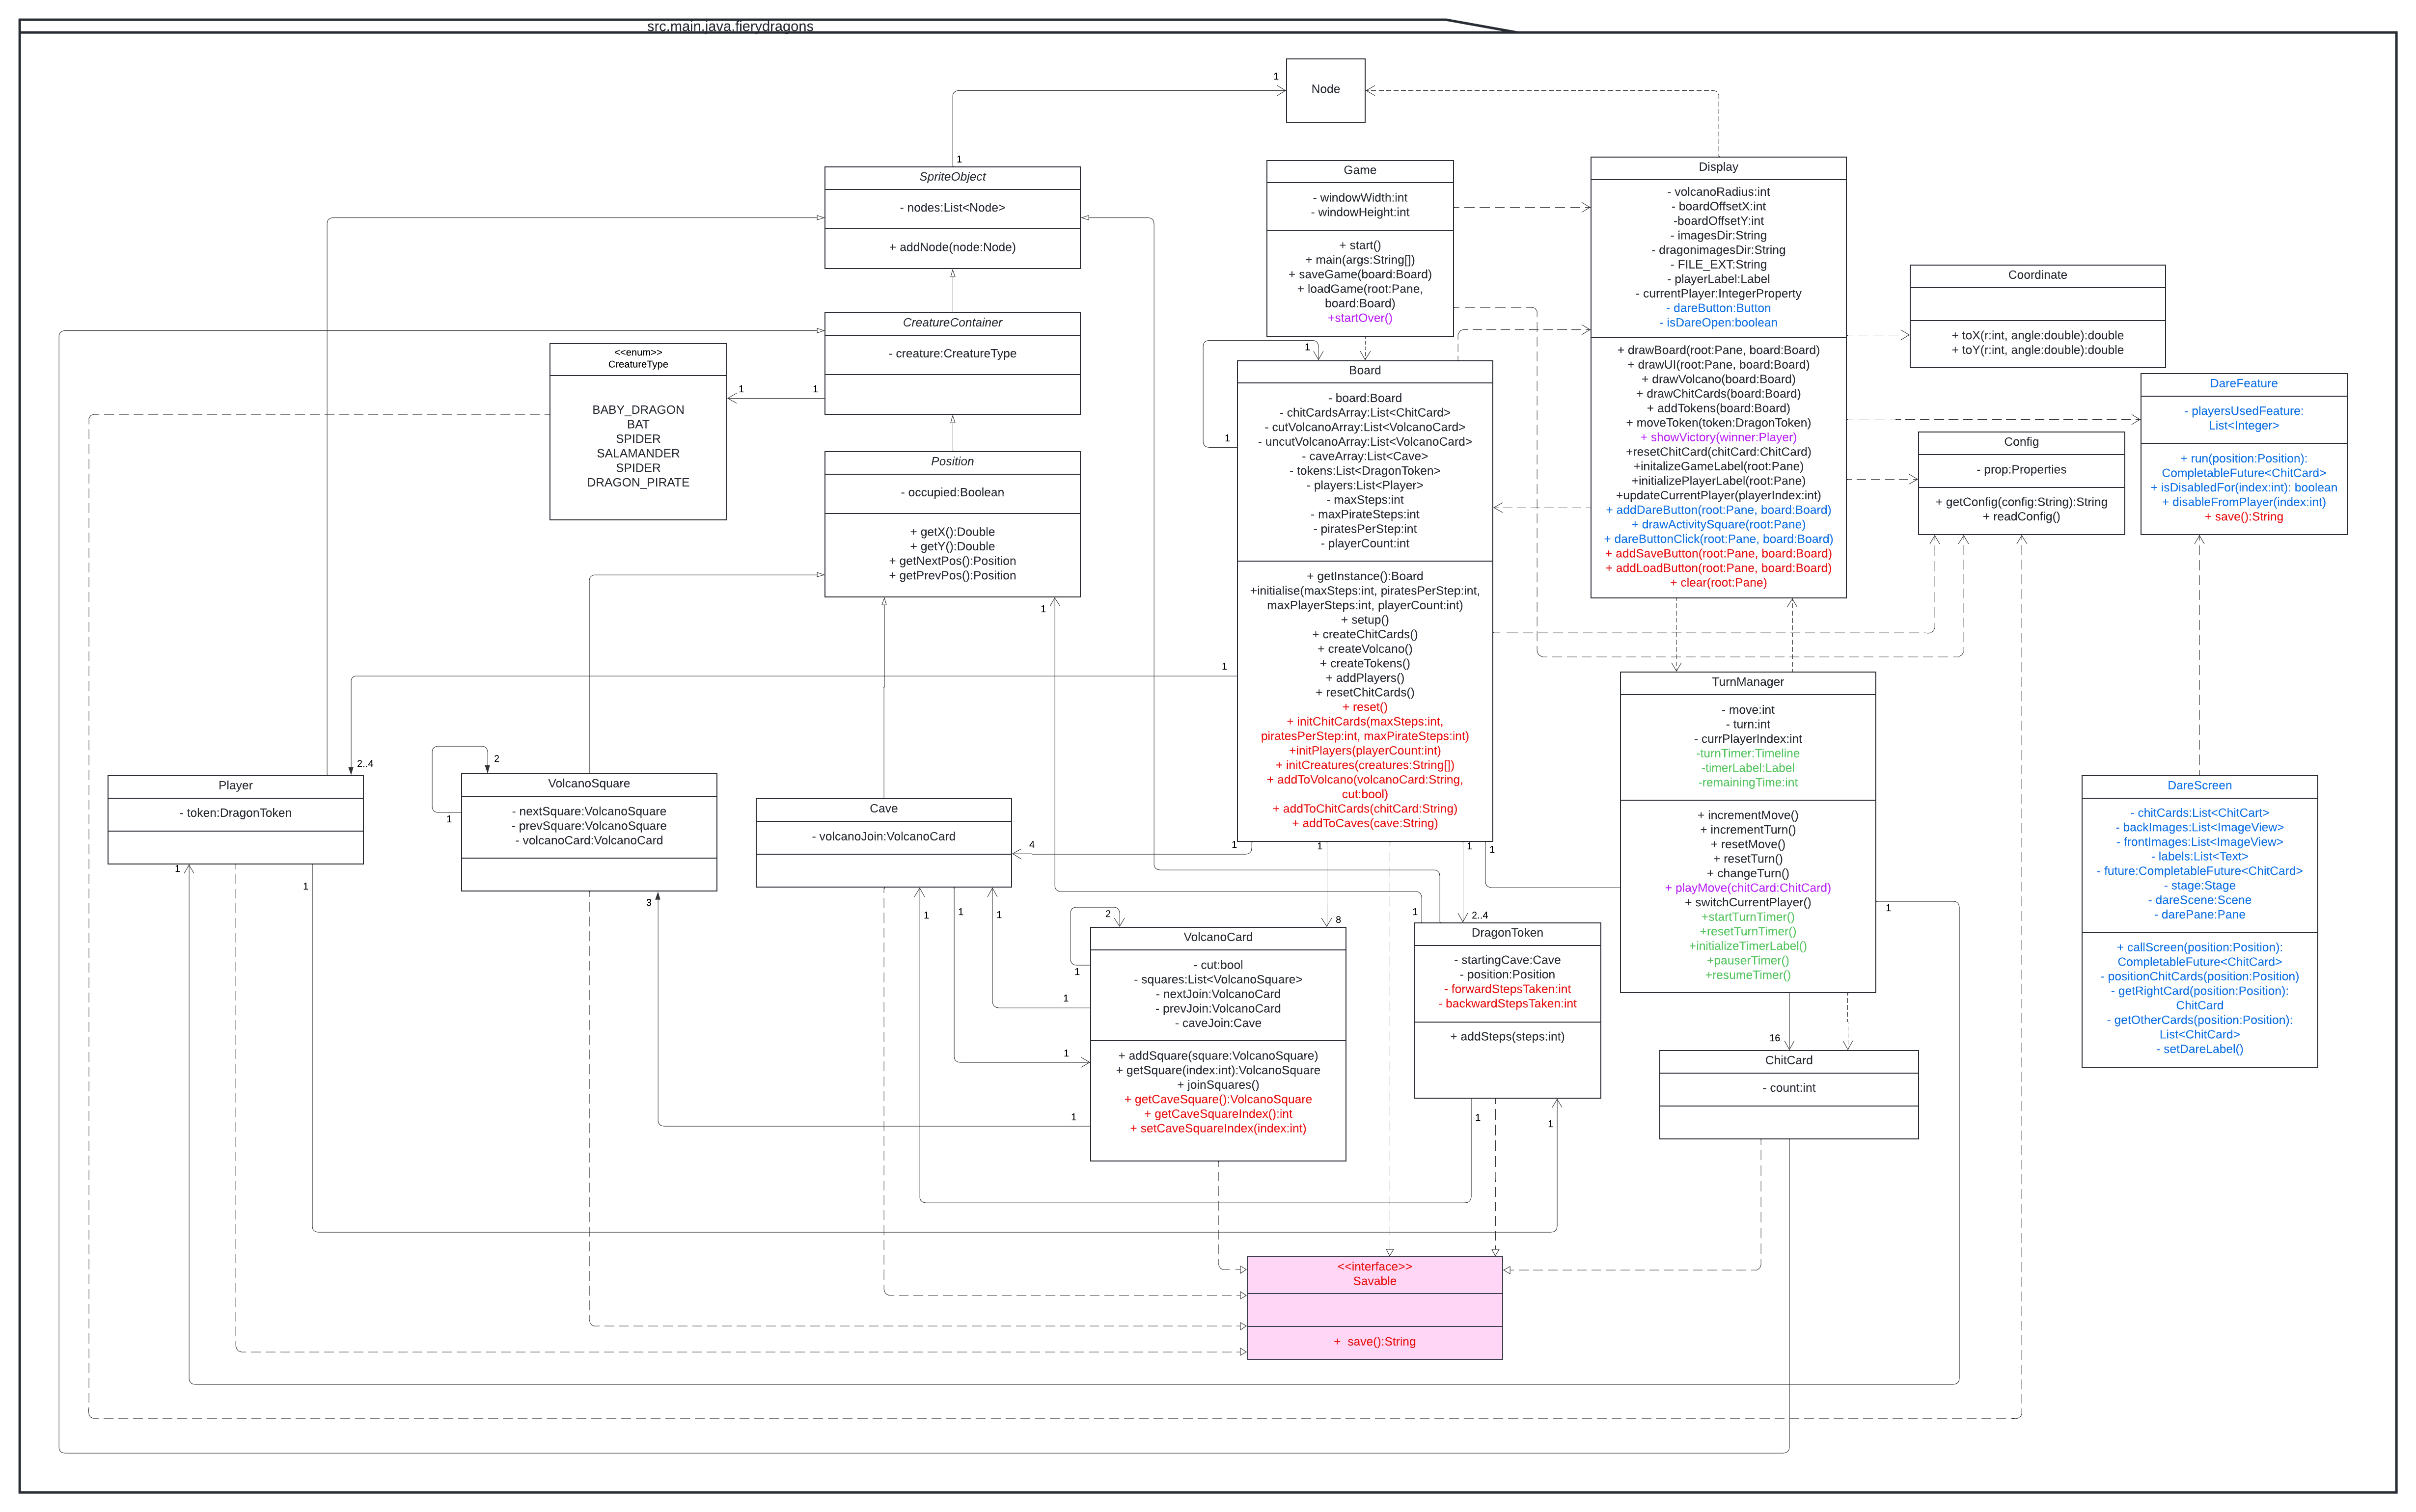 src.main.java.fierydragons
Node
1
1
SpriteObject
- nodes:List<Node>
+ addNode(node:Node)
Game
- windowWidth:int
- windowHeight:int
+ start()
+ main(args:String[])
+ saveGame(board:Board)
+ loadGame(root:Pane,
board:Board)
+startOver()
Display
- volcanoRadius:int
- boardOffsetX:int
-boardOffsetY:int
- imagesDir:String
- dragonimagesDir:String
- FILE_EXT:String
- playerLabel:Label
- currentPlayer:IntegerProperty
- dareButton:Button
- isDareOpen:boolean
+ drawBoard(root:Pane, board:Board)
+ drawUI(root:Pane, board:Board)
+ drawVolcano(board:Board)
+ drawChitCards(board:Board)
+ addTokens(board:Board)
+ moveToken(token:DragonToken)
+ showVictory(winner:Player)
+resetChitCard(chitCard:ChitCard)
+initalizeGameLabel(root:Pane)
+initializePlayerLabel(root:Pane)
+updateCurrentPlayer(playerIndex:int)
+ addDareButton(root:Pane, board:Board)
+ drawActivitySquare(root:Pane)
+ dareButtonClick(root:Pane, board:Board)
+ addSaveButton(root:Pane, board:Board)
+ addLoadButton(root:Pane, board:Board)
+ clear(root:Pane)
Coordinate
+ toX(r:int, angle:double):double
+ toY(r:int, angle:double):double
DareFeature
- playersUsedFeature:
List<Integer>
+ run(position:Position):
CompletableFuture<ChitCard>
+ isDisabledFor(index:int): boolean
+ disableFromPlayer(index:int)
+ save():String
Config
- prop:Properties
+ getConfig(config:String):String
+ readConfig()
CreatureContainer
- creature:CreatureType
1
1
<<enum>>
CreatureType
BABY_DRAGON
BAT
SPIDER
SALAMANDER
SPIDER
DRAGON_PIRATE
Position
- occupied:Boolean
+ getX():Double
+ getY():Double
+ getNextPos():Position
+ getPrevPos():Position
1
1
1
Board
- board:Board
- chitCardsArray:List<ChitCard>
- cutVolcanoArray:List<VolcanoCard>
- uncutVolcanoArray:List<VolcanoCard>
- caveArray:List<Cave>
- tokens:List<DragonToken>
- players:List<Player>
- maxSteps:int
- maxPirateSteps:int
- piratesPerStep:int
- playerCount:int
+ getInstance():Board
+initialise(maxSteps:int, piratesPerStep:int,
maxPlayerSteps:int, playerCount:int)
+ setup()
+ createChitCards()
+ createVolcano()
+ createTokens()
+ addPlayers()
+ resetChitCards()
+ reset()
+ initChitCards(maxSteps:int,
piratesPerStep:int, maxPirateSteps:int)
+initPlayers(playerCount:int)
+ initCreatures(creatures:String[])
+ addToVolcano(volcanoCard:String,
cut:bool)
+ addToChitCards(chitCard:String)
+ addToCaves(cave:String)
1
TurnManager
- move:int
- turn:int
- currPlayerIndex:int
-turnTimer:Timeline
-timerLabel:Label
-remainingTime:int
+ incrementMove()
+ incrementTurn()
+ resetMove()
+ resetTurn()
+ changeTurn()
+ playMove(chitCard:ChitCard)
+ switchCurrentPlayer()
+startTurnTimer()
+resetTurnTimer()
+initializeTimerLabel()
+pauserTimer()
+resumeTimer()
DareScreen
- chitCards:List<ChitCart>
- backImages:List<ImageView>
- frontImages:List<ImageView>
- labels:List<Text>
- future:CompletableFuture<ChitCard>
- stage:Stage
- dareScene:Scene
- darePane:Pane
+ callScreen(position:Position):
CompletableFuture<ChitCard>
- positionChitCards(position:Position)
- getRightCard(position:Position):
ChitCard
- getOtherCards(position:Position):
List<ChitCard>
- setDareLabel()
2..4
Player
- token:DragonToken
1
1
2
1
VolcanoSquare
- nextSquare:VolcanoSquare
- prevSquare:VolcanoSquare
- volcanoCard:VolcanoCard
3
Cave
- volcanoJoin:VolcanoCard
4
1
1
1
1
1
1
1
2
1
8
VolcanoCard
- cut:bool
- squares:List<VolcanoSquare>
- nextJoin:VolcanoCard
- prevJoin:VolcanoCard
- caveJoin:Cave
+ addSquare(square:VolcanoSquare)
+ getSquare(index:int):VolcanoSquare
+ joinSquares()
+ getCaveSquare():VolcanoSquare
+ getCaveSquareIndex():int
+ setCaveSquareIndex(index:int)
1
1
1
1
2..4
DragonToken
- startingCave:Cave
- position:Position
- forwardStepsTaken:int
- backwardStepsTaken:int
+ addSteps(steps:int)
1
1
1
16
ChitCard
- count:int
<<interface>>
Savable
+  save():String